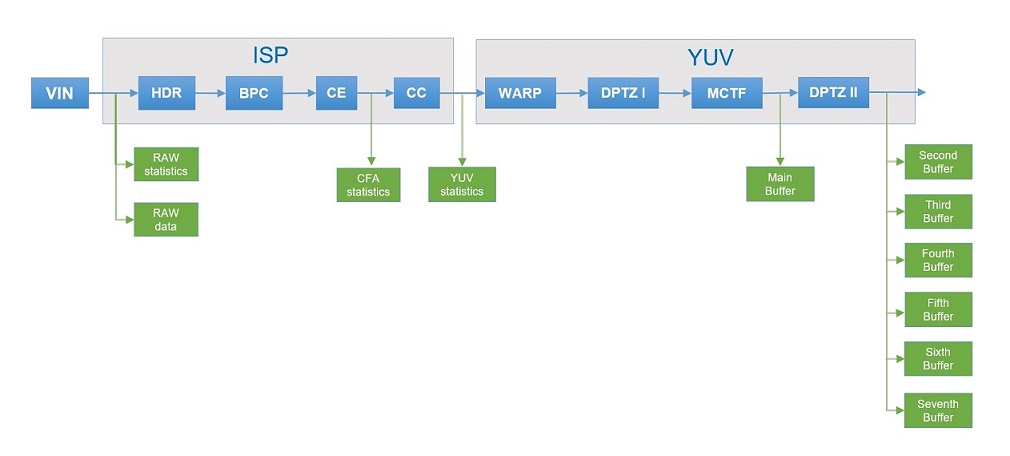 ISP
YUV
VIN
HDR
BPC
CE
CC
WARP
DPTZ I
MCTF
DPTZ II
RAW
statistics
RAW
data
CFA
statistics
YUV
statistics
Main
Buffer
Second
Buffer
Third
Buffer
Fourth
Buffer
Fifth
Buffer
Sixth
Buffer
Seventh
Buffer